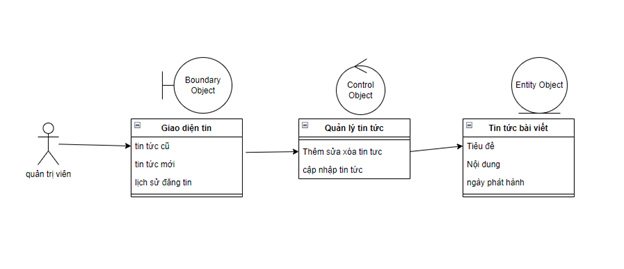 Boundary
Object
Control
Object
Entity Object
Giao diện tin
tin tức cũ
tin tức mới
lịch sử đăng tin
Quản lý tin tức
Thêm sửa xóa tin tưc
cập nhập tin tức
Tin tức bài viết
Tiêu đề
Nội dung
ngày phát hành
quản trị viên